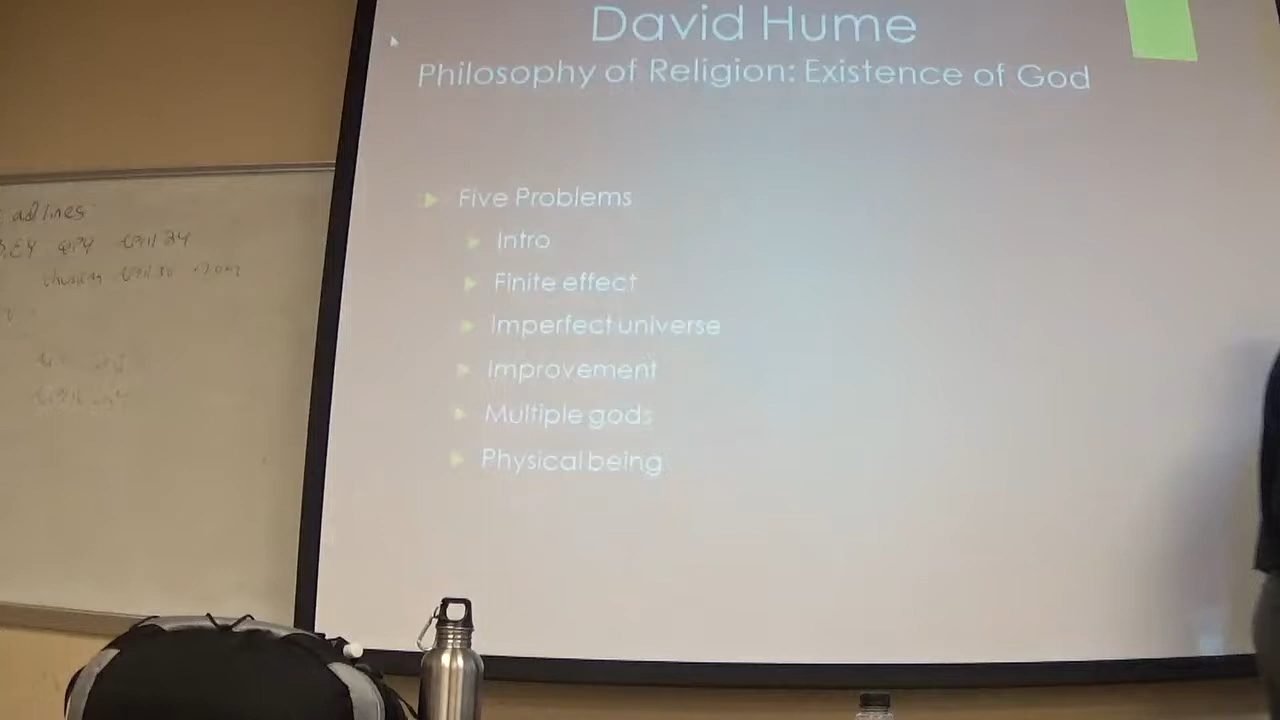 David Hume
Philosophy of Religion: Existence of God
Five Problems
Intro
Finite effect
Imperfect universe
Improvement
Multiple gods
Physical being
adlines